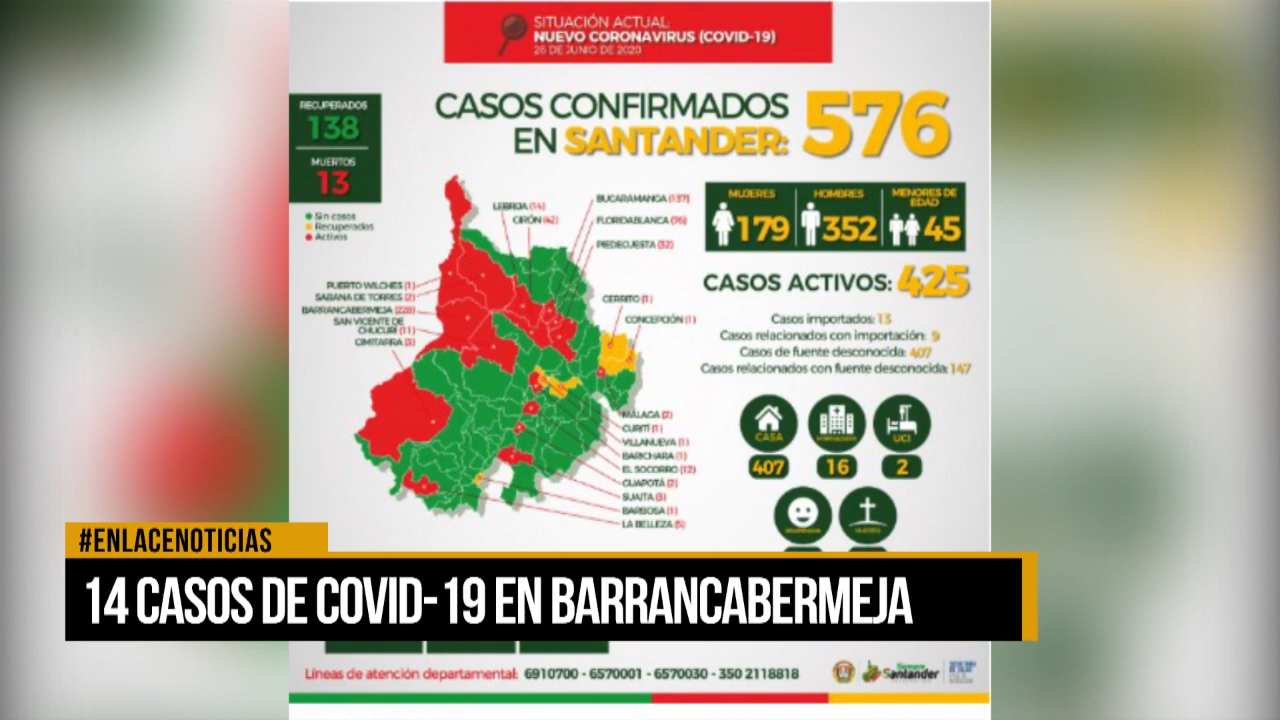 SITUACIÓN ACTUAL:
NUEVO CORONAVIRUS (COVID-19)
26 DE JUNIO DE 2020
RECUPERADOS
138
MUERTOS
13
Sin casos
Recuperados
Activos
CASOS CONFIRMADOS
EN SANTANDER: 576
MUJERES
179
HOMBRES
352
MENORES DE
EDAD
45
CASOS ACTIVOS: 425
Casos importados: 13
Casos relacionados con importación: 9
Casos de fuente desconocida: 407
Casos relacionados con fuente desconocida: 147
CASA
407
16
UCI
2
LEBRIJA (14)
GIRÓN (42)
BUCARAMANGA (137)
FLORIDABLANCA (76)
PIEDECUESTA (32)
PUERTO WILCHES (1)
SABANA DE TORRES (2)
BARRANCABERMEJA (228)
SAN VICENTE DE
CHUCURÍ (11)
CIMITARRA (3)
CERRITO (1)
CONCEPCIÓN (1)
MÁLAGA (2)
CURITÍ (1)
VILLANUEVA (1)
BARICHARA (1)
EL SOCORRO (12)
GUAPOTÁ (2)
SUAITA (3)
BARBOSA (1)
LA BELLEZA (5)
#ENLACENOTICIAS
14 CASOS DE COVID-19 EN BARRANCABERMEJA
Líneas de atención departamental: 6910700 - 6570001 - 6570030 - 350 2118818
Siempre
Santander